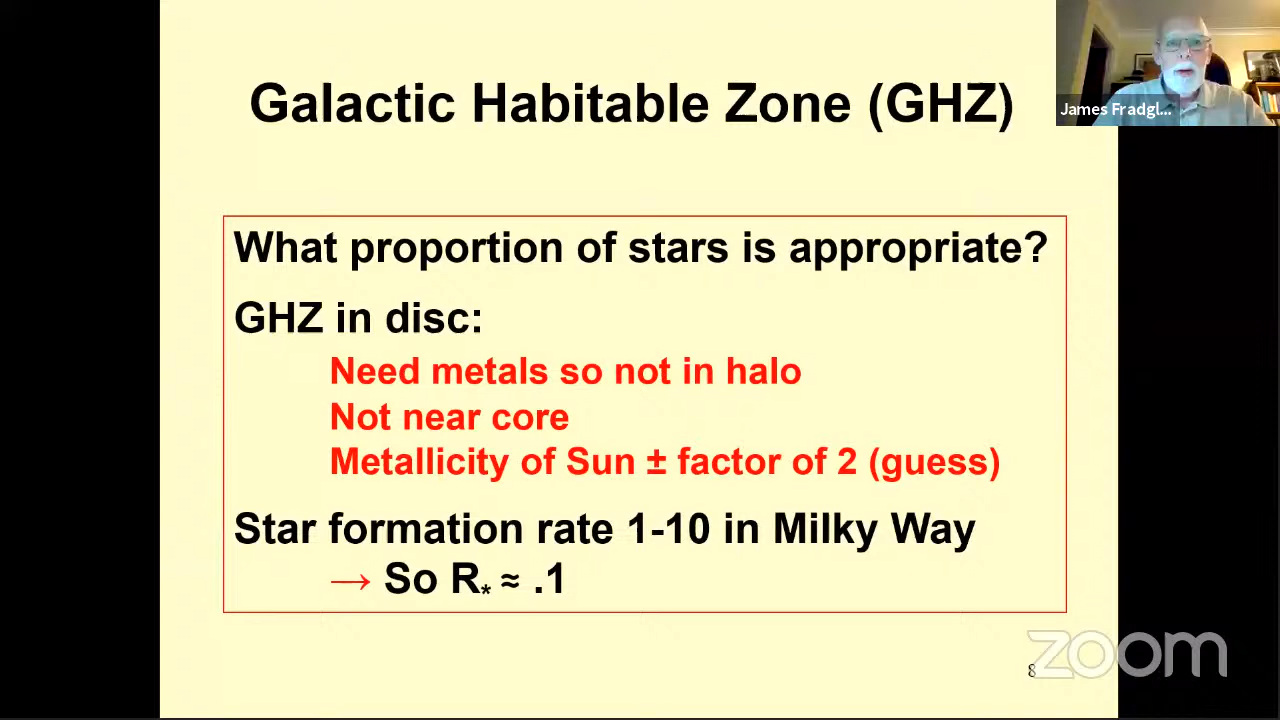 Galactic Habitable Zone (GHZ)
James Fradgl...
What proportion of stars is appropriate?
GHZ in disc:
Need metals so not in halo
Not near core
Metallicity of Sun ± factor of 2 (guess)
Star formation rate 1-10 in Milky Way
→ So R* ≈ .1
zoom
8